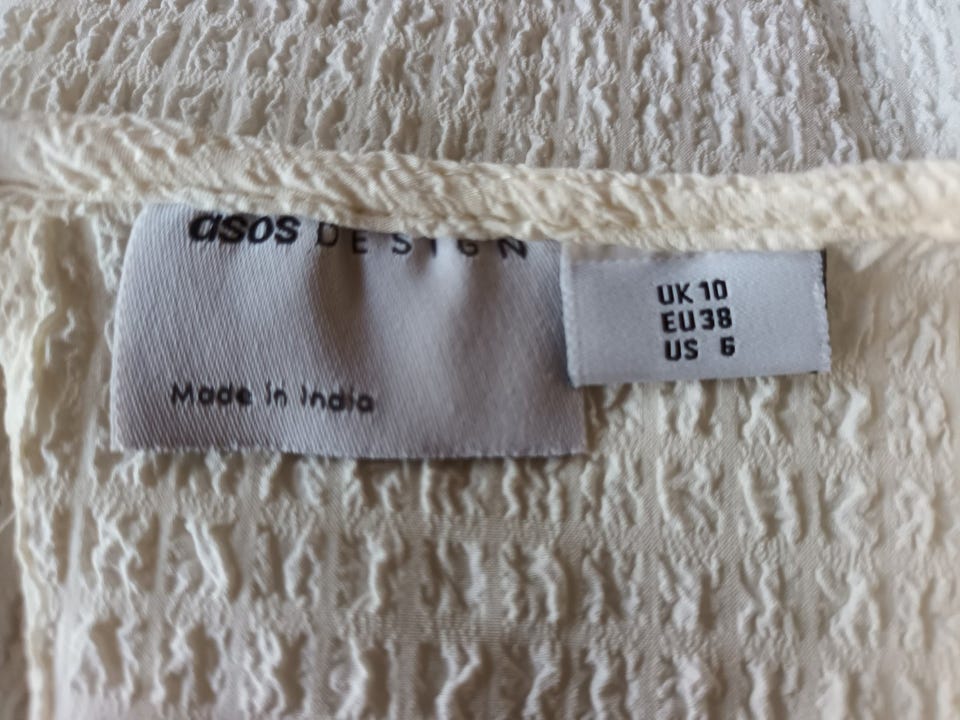 asos DESIGN
Made in India
UK 10
EU 38
US 6